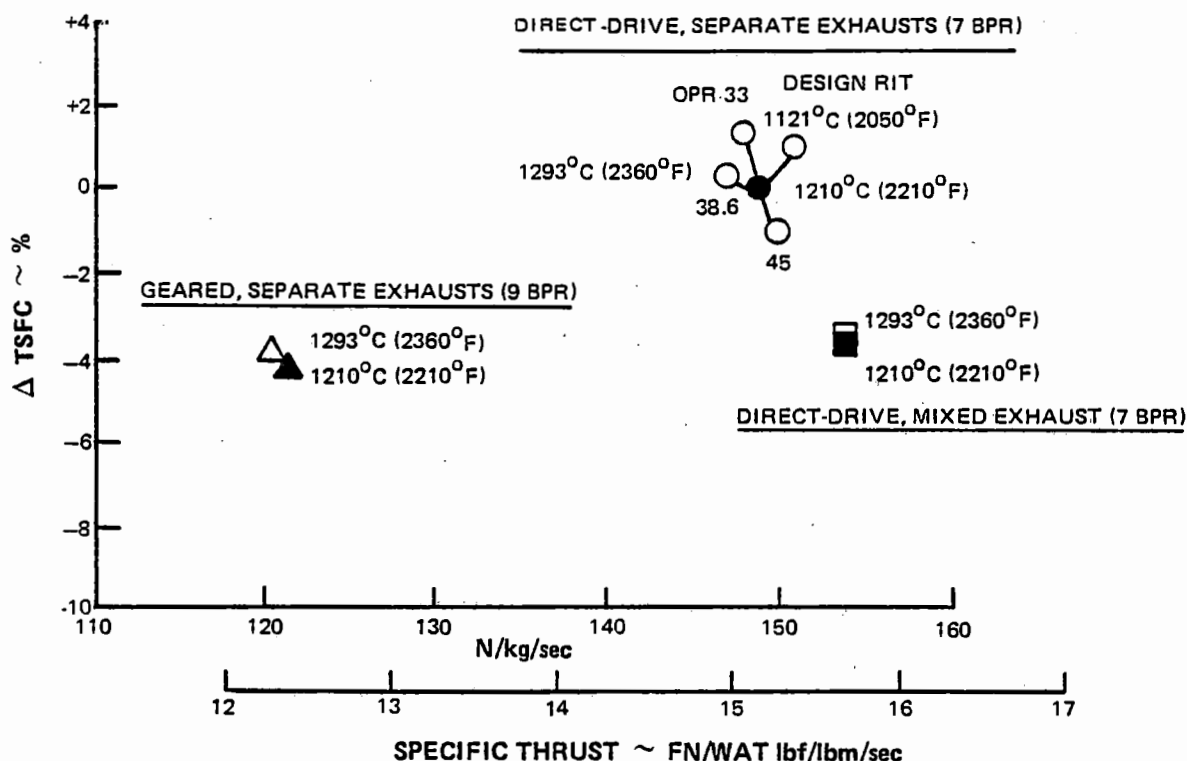 DIRECT-DRIVE, SEPARATE EXHAUSTS (7 BPR)
+4
+2
0
−2
−4
−6
−8
-10
Δ TSFC ~ %
OPR 33
DESIGN RIT
1121°C (2050°F)
1293°C (2360°F)
1210°C (2210°F)
38.6
45
GEARED, SEPARATE EXHAUSTS (9 BPR)
1293°C (2360°F)
1210°C (2210°F)
1293°C (2360°F)
1210°C (2210°F)
DIRECT-DRIVE, MIXED EXHAUST (7 BPR)
110 120 130 140 150 160
N/kg/sec
12 13 14 15 16 17
SPECIFIC THRUST ~ FN/WAT lbf/lbm/sec